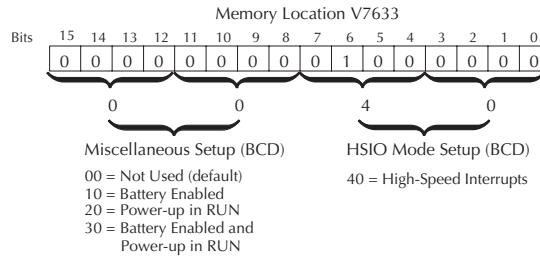 Memory Location V7633
Bits 15 14 13 12 11 10 9 8 7 6 5 4 3 2 1 0
0 0 0 0 0 0 0 0 0 1 0 0 0 0 0 0
0 0 4 0
Miscellaneous Setup (BCD) HSIO Mode Setup (BCD)
00 = Not Used (default) 40 = High-Speed Interrupts
10 = Battery Enabled
20 = Power-up in RUN
30 = Battery Enabled and
Power-up in RUN